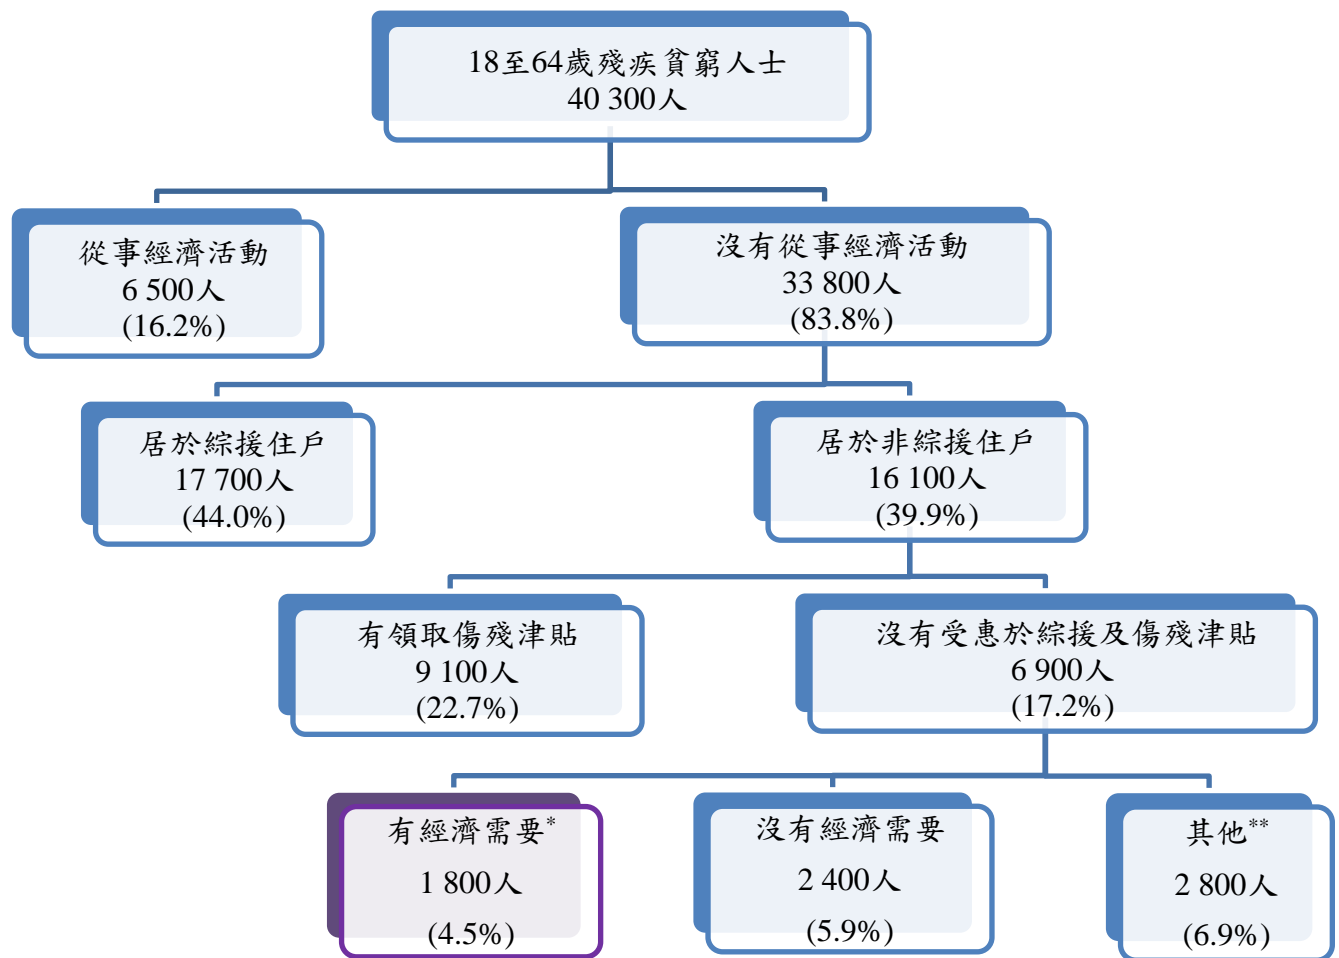 18至64歲殘疾貧窮人士
40 300人
從事經濟活動
6 500人
(16.2%)
沒有從事經濟活動
33 800人
(83.8%)
居於綜援住戶
17 700人
(44.0%)
居於非綜援住戶
16 100人
(39.9%)
有領取傷殘津貼
9 100人
(22.7%)
沒有受惠於綜援及傷殘津貼
6 900人
(17.2%)
有經濟需要*
1 800人
(4.5%)
沒有經濟需要
2 400人
(5.9%)
其他**
2 800人
(6.9%)